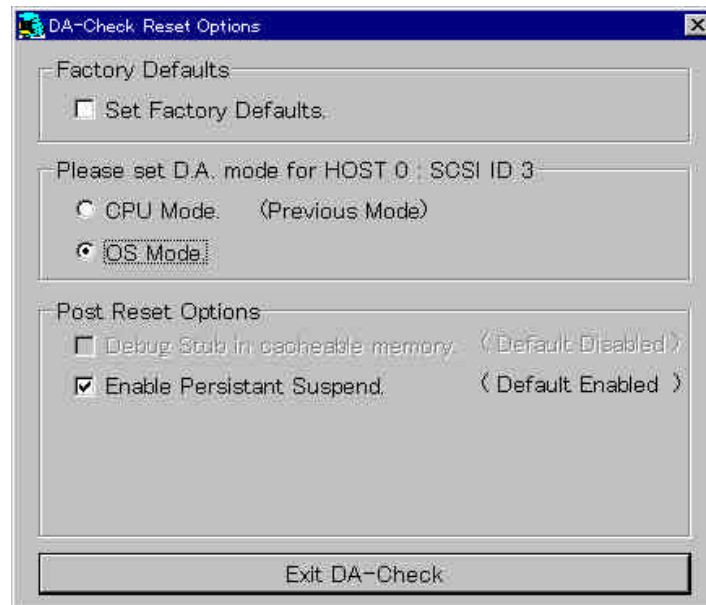 DA-Check Reset Options
Factory Defaults
Set Factory Defaults.
Please set D.A. mode for HOST 0 : SCSI ID 3
CPU Mode. (Previous Mode)
OS Mode.
Post Reset Options
Debug Stub in cacheable memory. ( Default Disabled )
Enable Persistant Suspend. ( Default Enabled )
Exit DA-Check